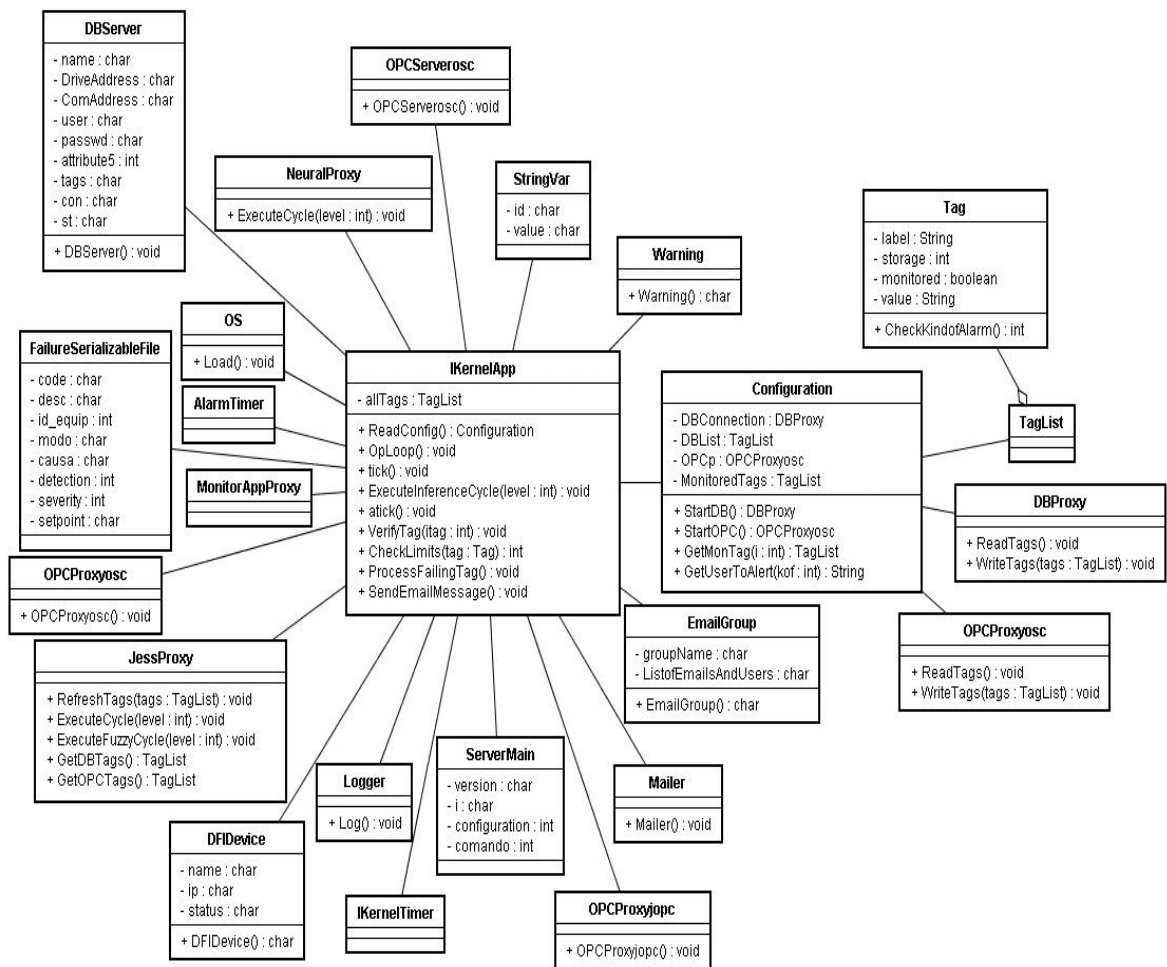 DBServer
- name : char
- DriveAddress : char
- ComAddress : char
- user : char
- passwd : char
- attribute5 : int
- tags : char
- con : char
- st : char
+ DBServer() : void
OPCServerosc
+ OPCServerosc() : void
NeuralProxy
+ ExecuteCycle(level : int) : void
StringVar
- id : char
- value : char
Warning
+ Warning() : char
Tag
- label : String
- storage : int
- monitored : boolean
- value : String
+ CheckKindofAlarm() : int
OS
+ Load() : void
FailureSerializableFile
- code : char
- desc : char
- id_equip : int
- modo : char
- causa : char
- detection : int
- severity : int
- setpoint : char
AlarmTimer
MonitorAppProxy
IKernelApp
- allTags : TagList
+ ReadConfig() : Configuration
+ OpLoop() : void
+ tick() : void
+ ExecuteInferenceCycle(level : int) : void
+ atick() : void
+ VerifyTag(itag : int) : void
+ CheckLimits(tag : Tag) : int
+ ProcessFailingTag() : void
+ SendEmailMessage() : void
Configuration
- DBConnection : DBProxy
- DBList : TagList
- OPCp : OPCProxyosc
- MonitoredTags : TagList
+ StartDB() : DBProxy
+ StartOPC() : OPCProxyosc
+ GetMonTag(i : int) : TagList
+ GetUserToAlert(kof : int) : String
TagList
DBProxy
+ ReadTags() : void
+ WriteTags(tags : TagList) : void
OPCProxyosc
+ OPCProxyosc() : void
OPCProxyosc
+ ReadTags() : void
+ WriteTags(tags : TagList) : void
EmailGroup
- groupName : char
- ListofEmailsAndUsers : char
+ EmailGroup() : char
JessProxy
+ RefreshTags(tags : TagList) : void
+ ExecuteCycle(level : int) : void
+ ExecuteFuzzyCycle(level : int) : void
+ GetDBTags() : TagList
+ GetOPCTags() : TagList
Logger
+ Log() : void
ServerMain
- version : char
- i : char
- configuration : int
- comando : int
Mailer
+ Mailer() : void
DFIDevice
- name : char
- ip : char
- status : char
+ DFIDevice() : char
IKernelTimer
OPCProxyjopc
+ OPCProxyjopc() : void